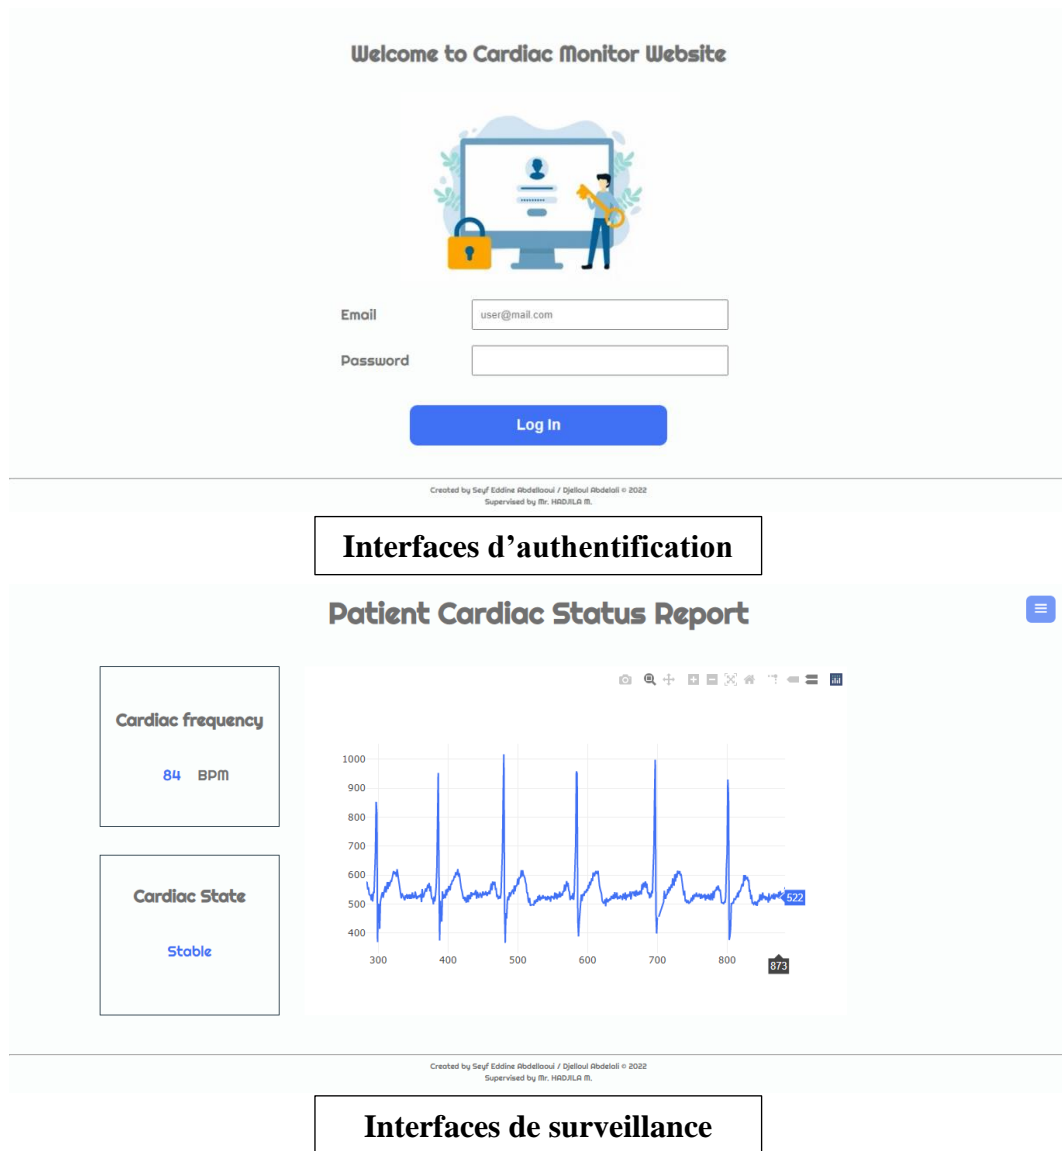 Welcome to Cardiac Monitor Website
Email
user@mail.com
Password
Log In
Created by Seyf Eddine Abdellaoui / Djelloul Abdelali © 2022
Supervised by Mr. HADJILA M.
Interfaces d’authentification
Patient Cardiac Status Report
Cardiac frequency
84 BPM
Cardiac State
Stable
1000
900
800
700
600
500
400
522
300 400 500 600 700 800
873
Created by Seyf Eddine Abdellaoui / Djelloul Abdelali © 2022
Supervised by Mr. HADJILA M.
Interfaces de surveillance